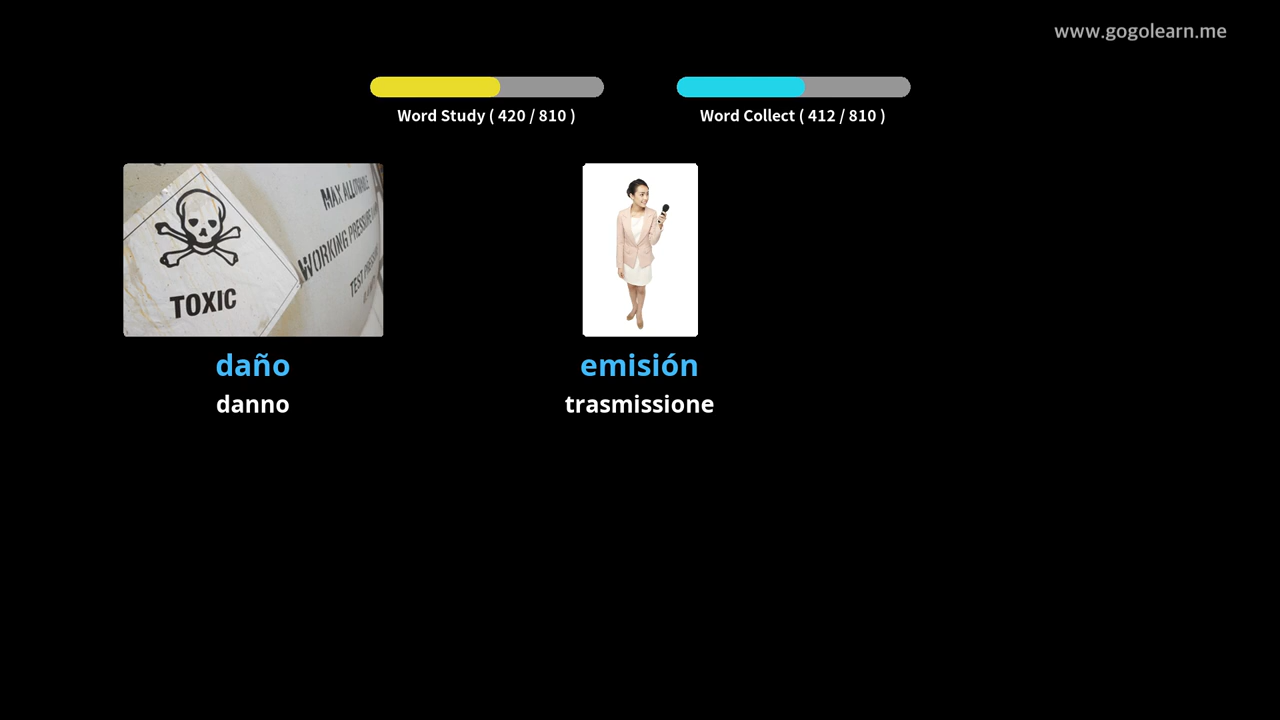 www.gogolearn.me
Word Study ( 420 / 810 )
Word Collect ( 412 / 810 )
TOXIC
MAX ALLOWABLE
WORKING PRESSURE
TEST
daño
danno
emisión
trasmissione